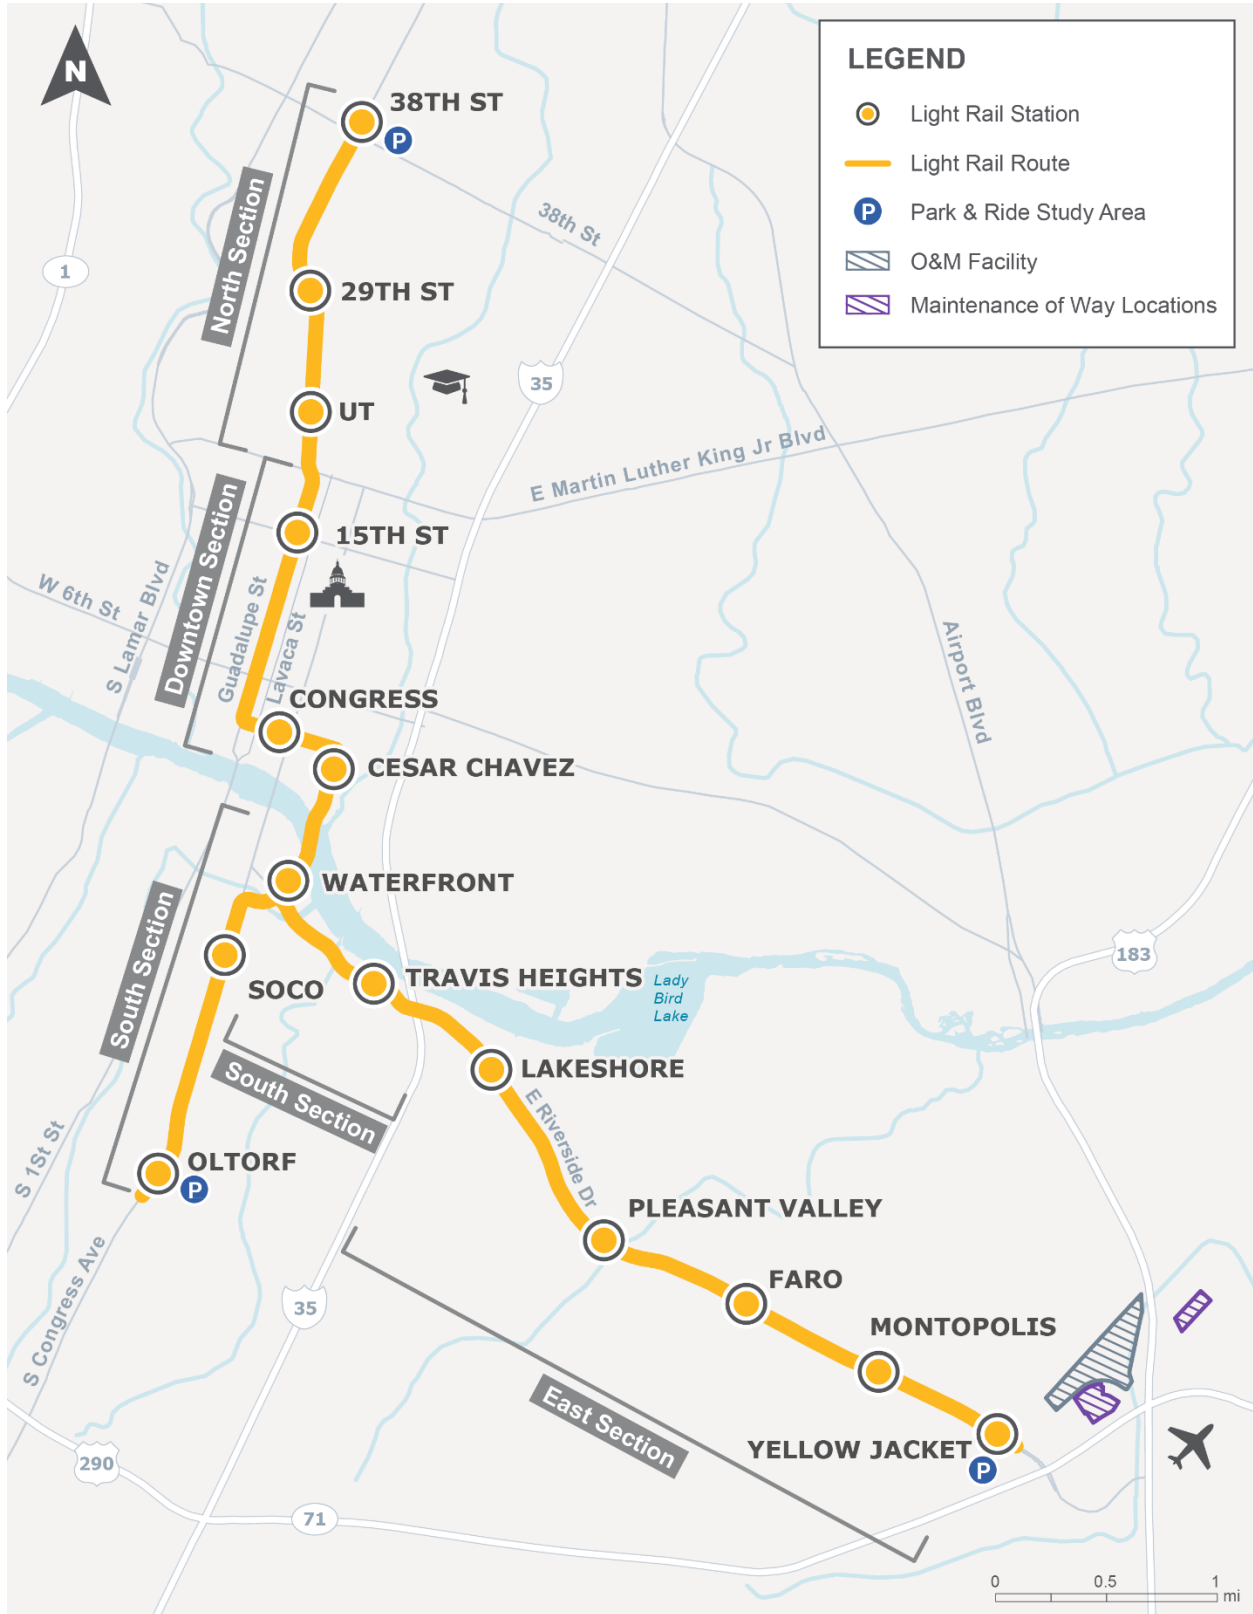 N
LEGEND
Light Rail Station
Light Rail Route
P Park & Ride Study Area
O&M Facility
Maintenance of Way Locations
38TH ST
P
38th St
North Section
1
29TH ST
35
UT
E Martin Luther King Jr Blvd
Downtown Section
15TH ST
W 6th St
S Lamar Blvd
Guadalupe St
Lavaca St
Airport Blvd
CONGRESS
CESAR CHAVEZ
WATERFRONT
South Section
183
SOCO
TRAVIS HEIGHTS
Lady
Bird
Lake
South Section
LAKESHORE
E Riverside Dr
S 1St St
OLTORF
P
PLEASANT VALLEY
FARO
S Congress Ave
35
MONTOPOLIS
East Section
YELLOW JACKET
P
290
71
0 0.5 1
mi